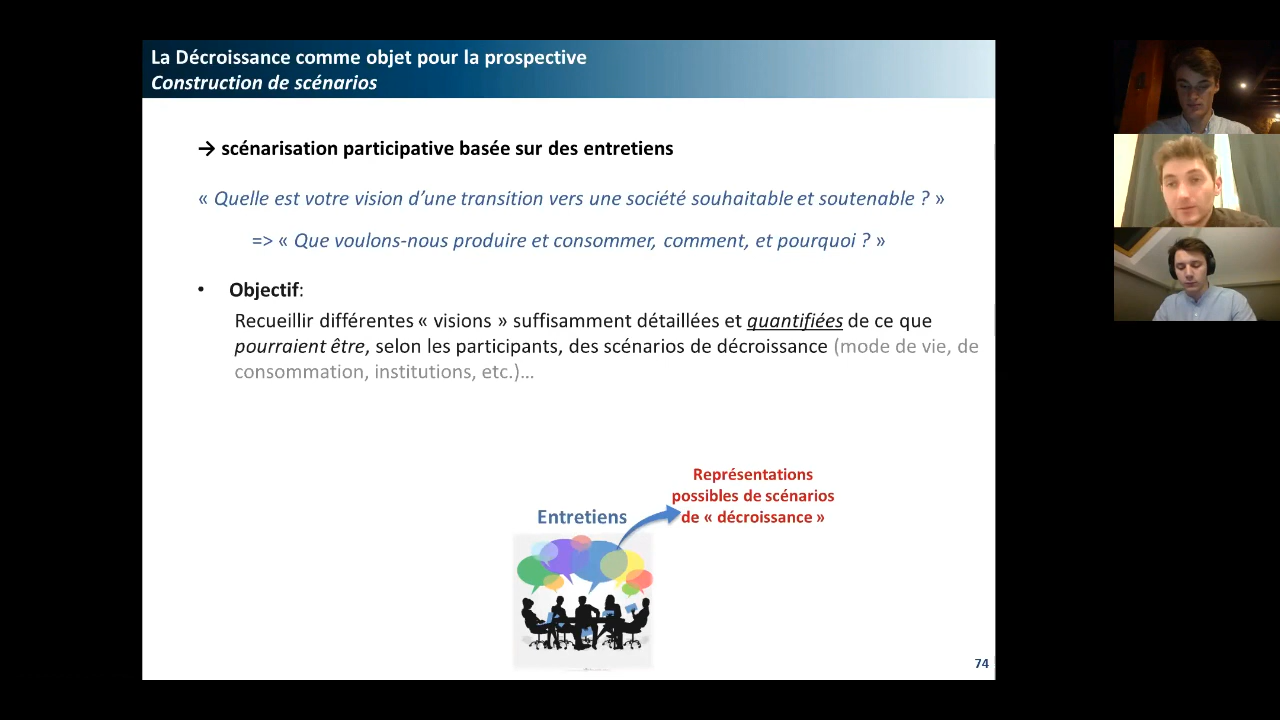 La Décroissance comme objet pour la prospective
Construction de scénarios
→ scénarisation participative basée sur des entretiens
« Quelle est votre vision d’une transition vers une société souhaitable et soutenable ? »
=> « Que voulons-nous produire et consommer, comment, et pourquoi ? »
• Objectif:
Recueillir différentes « visions » suffisamment détaillées et quantifiées de ce que
pourraient être, selon les participants, des scénarios de décroissance (mode de vie, de
consommation, institutions, etc.)…
Représentations
possibles de scénarios
de « décroissance »
Entretiens
74